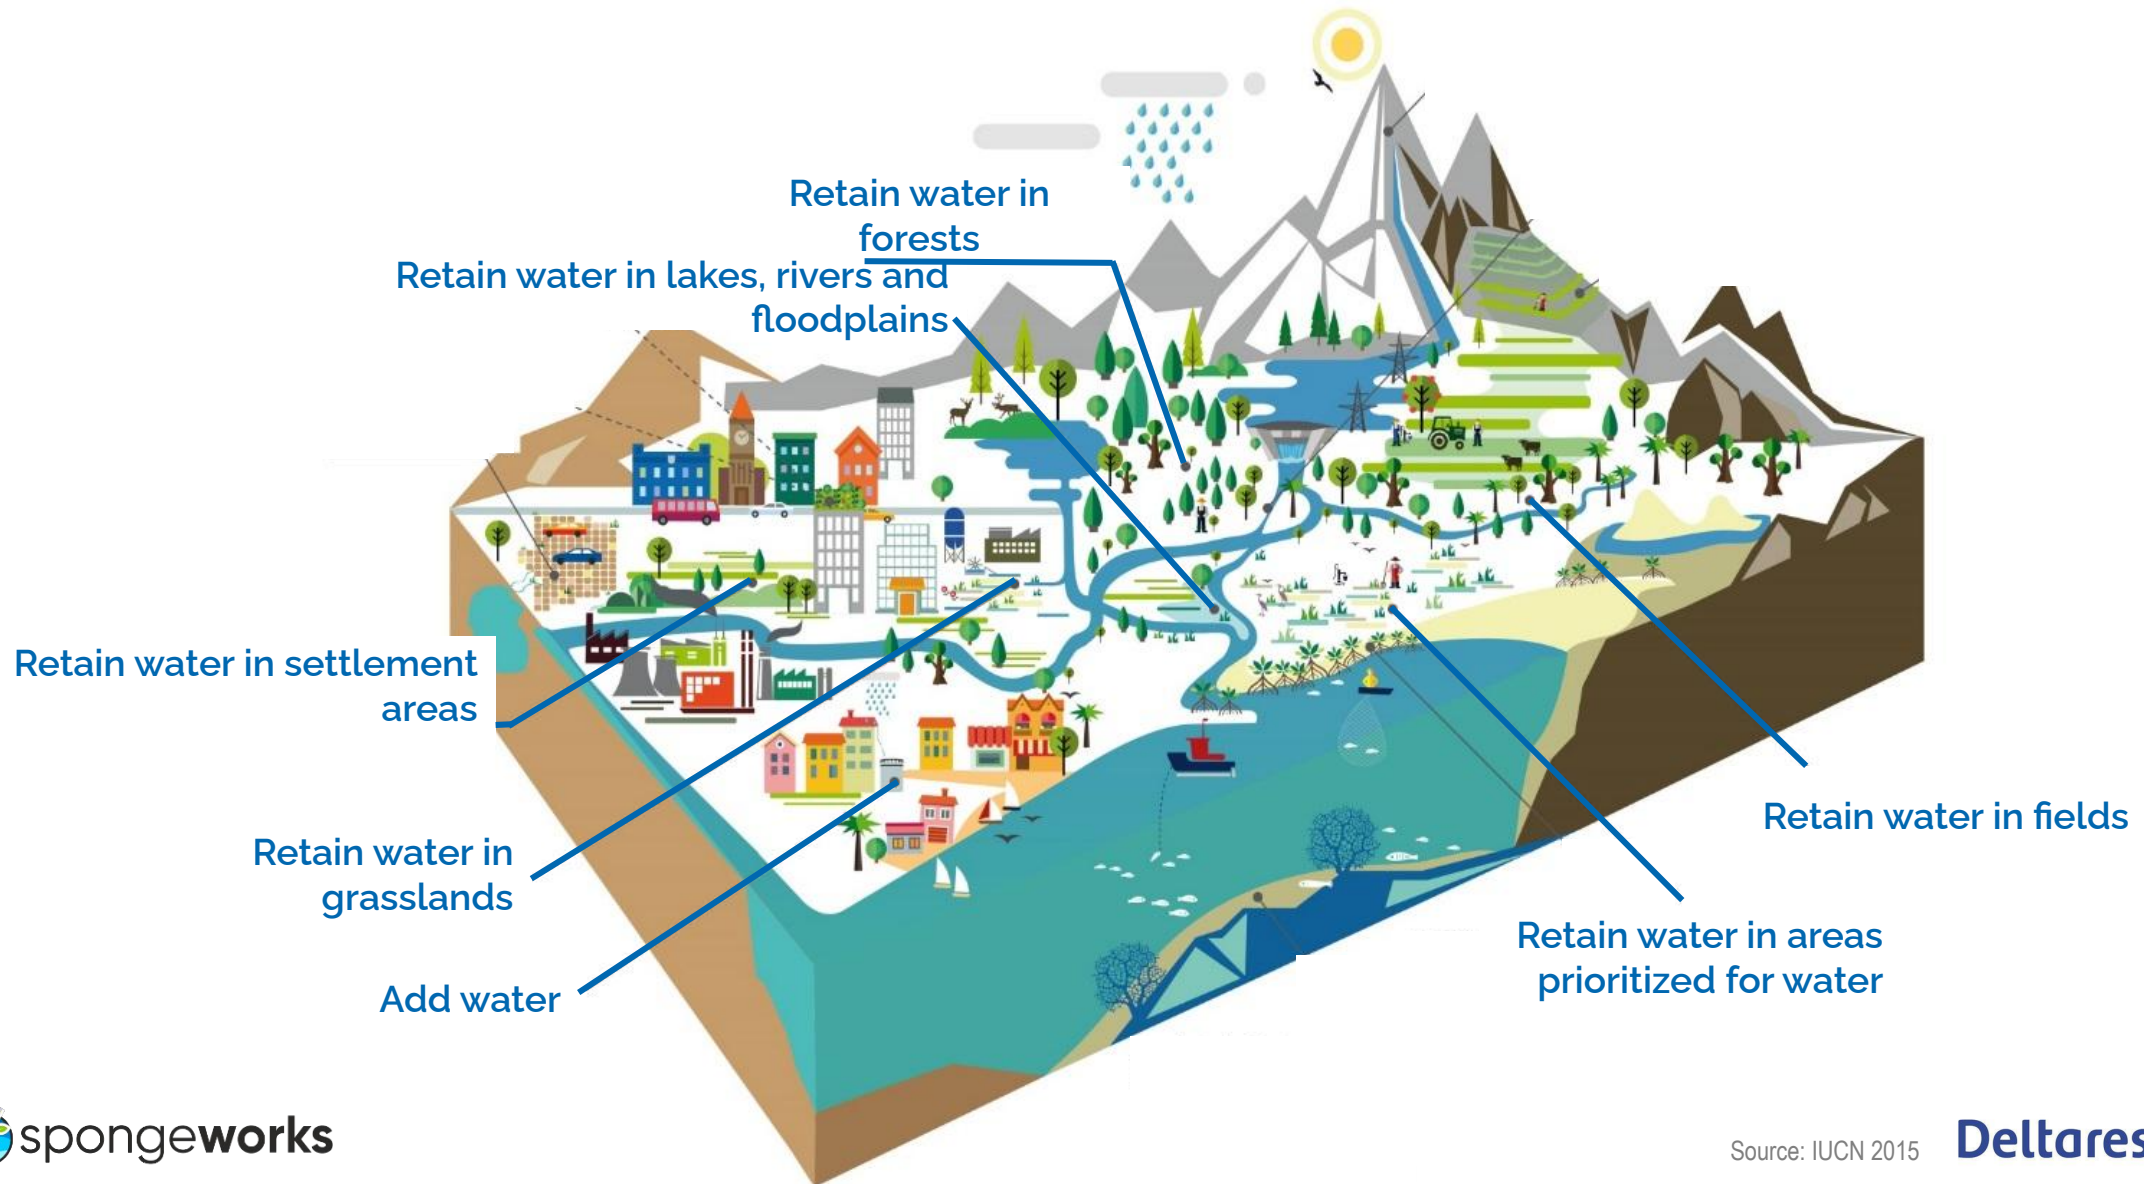 Retain water in
forests
Retain water in lakes, rivers and
floodplains
Retain water in settlement
areas
Retain water in
grasslands
Add water
Retain water in fields
Retain water in areas
prioritized for water
spongeworks
Source: IUCN 2015
Deltares